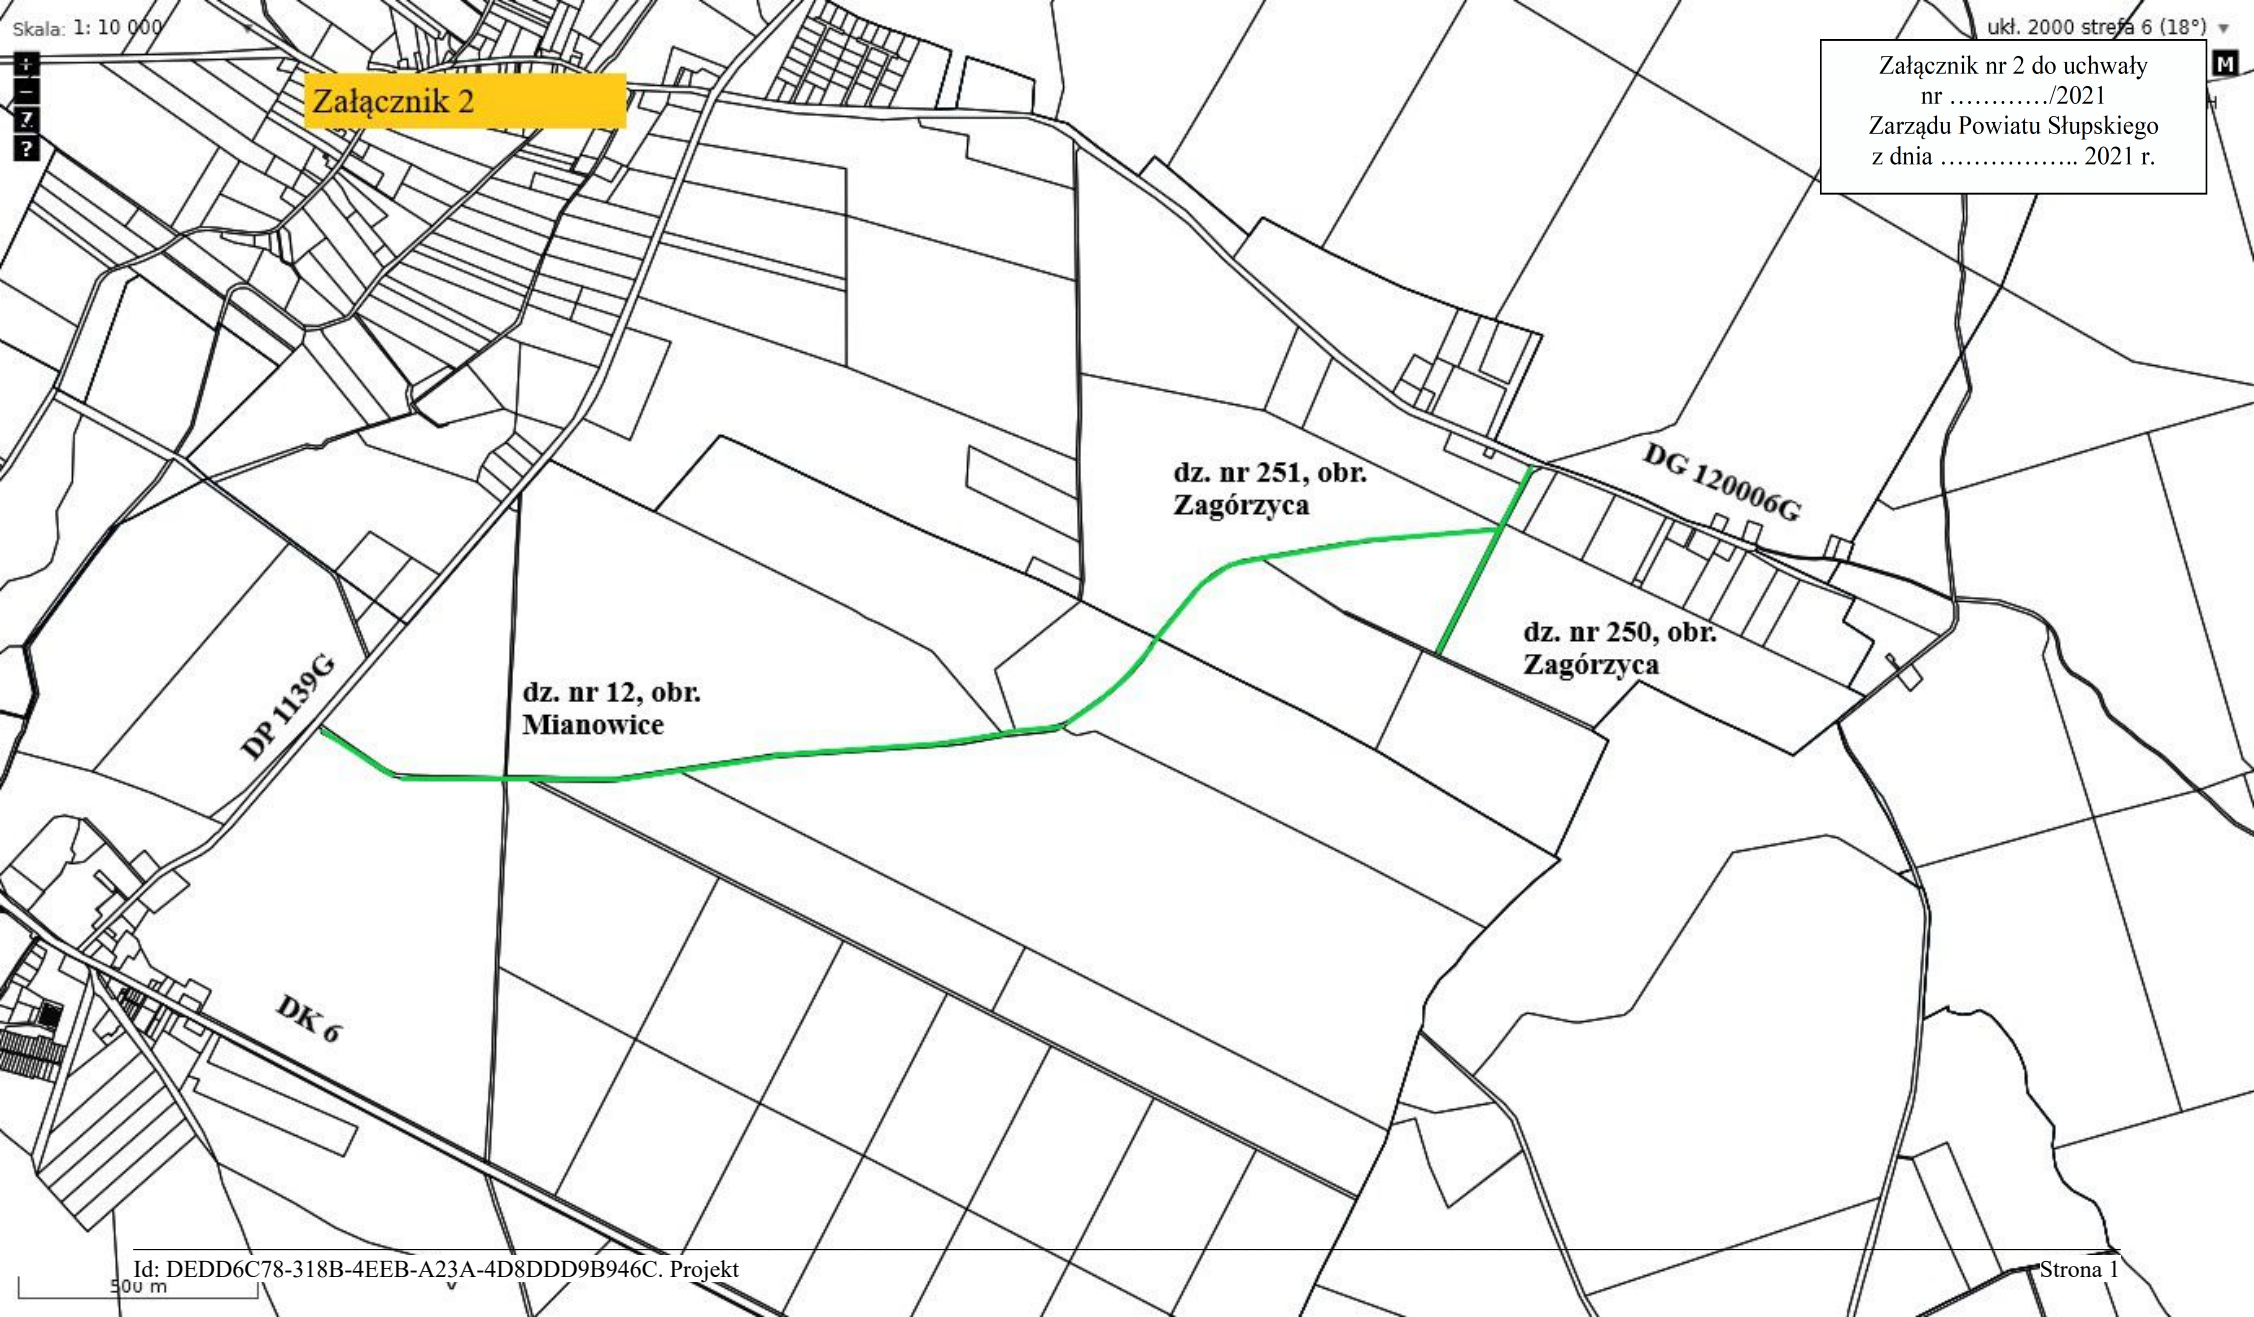 Skala: 1: 10 000
ukł. 2000 strefa 6 (18°)
+
−
Z
?
M
H
Załącznik 2
Załącznik nr 2 do uchwały
nr …………/2021
Zarządu Powiatu Słupskiego
z dnia …………….. 2021 r.
dz. nr 251, obr.
Zagórzyca
DG 120006G
dz. nr 250, obr.
Zagórzyca
dz. nr 12, obr.
Mianowice
DP 1139G
DK 6
Id: DEDD6C78-318B-4EEB-A23A-4D8DDD9B946C. Projekt
Strona 1
500 m